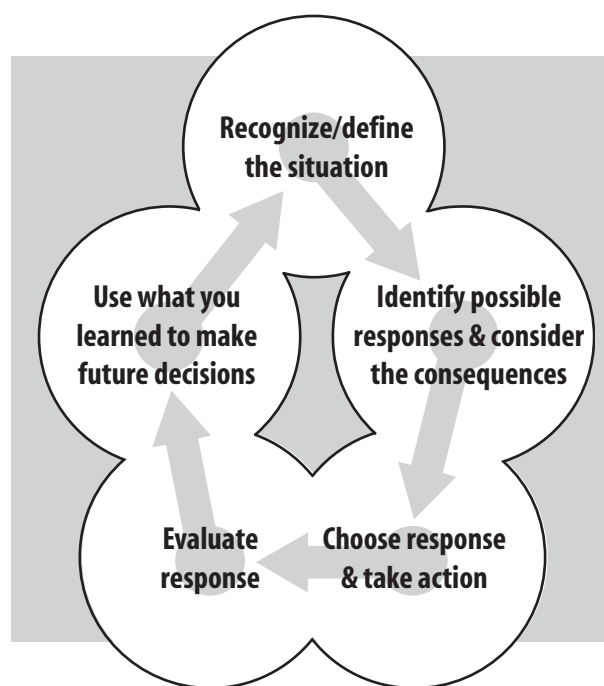 Recognize/define
the situation
Identify possible
responses & consider
the consequences
Choose response
& take action
Evaluate
response
Use what you
learned to make
future decisions